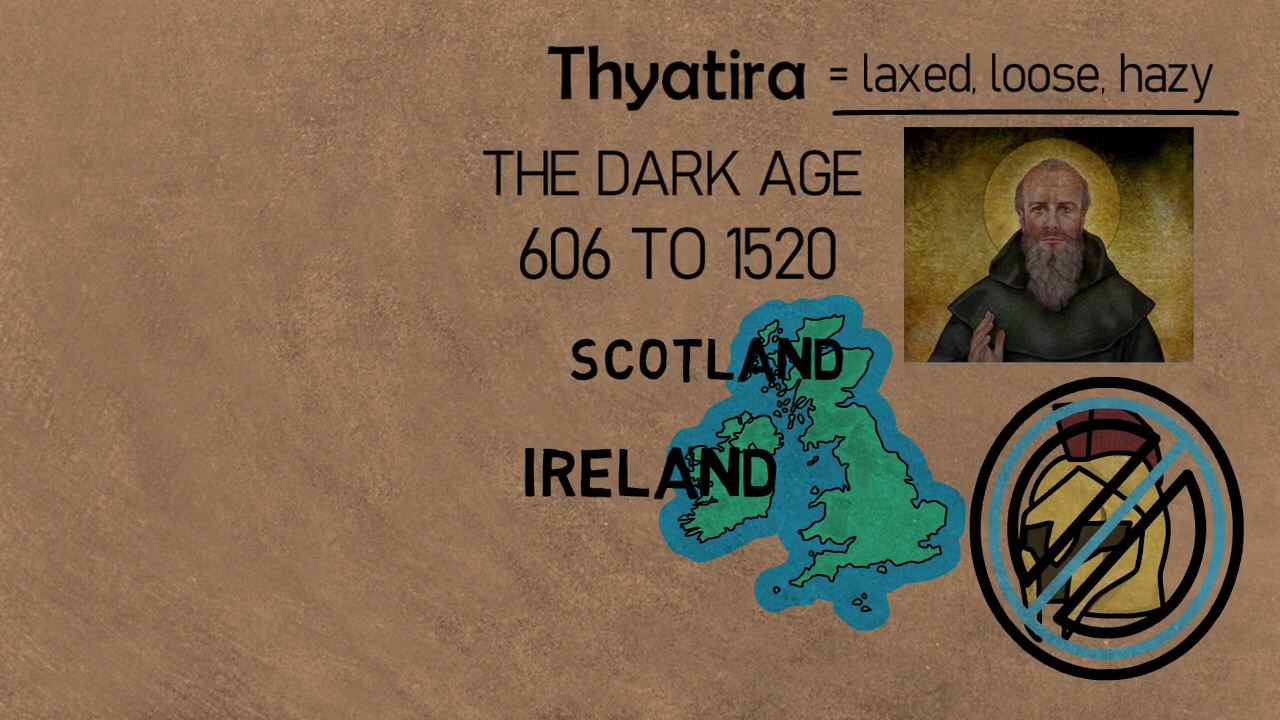 Thyatira = laxed, loose, hazy
THE DARK AGE
606 TO 1520
SCOTLAND
IRELAND